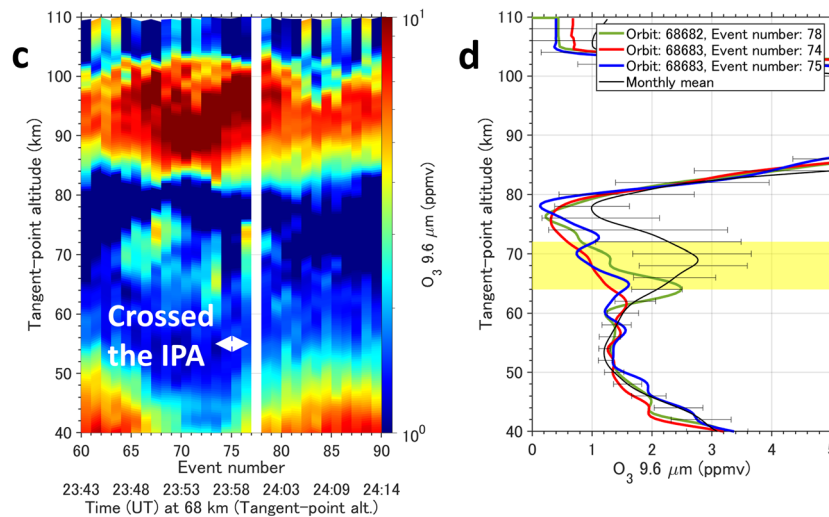 c
110
100
90
80
70
60
50
40
Tangent-point altitude (km)
Crossed
the IPA
60 65 70 75 80 85 90
Event number
23:43 23:48 23:53 23:58 24:03 24:09 24:14
Time (UT) at 68 km (Tangent-point alt.)
10¹
10⁰
O₃ 9.6 μm (ppmv)
d
110
100
90
80
70
60
50
40
Tangent-point altitude (km)
Orbit: 68682, Event number: 78
Orbit: 68683, Event number: 74
Orbit: 68683, Event number: 75
Monthly mean
0 1 2 3 4
O₃ 9.6 μm (ppmv)